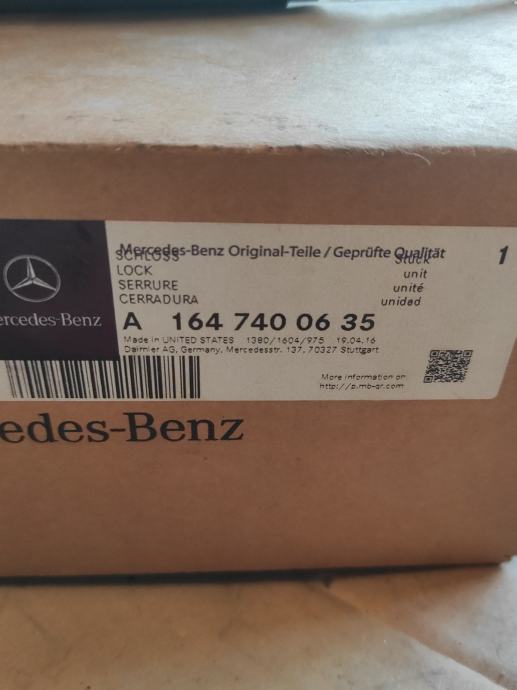 Mercedes-Benz Original-Teile / Geprüfte Qualität 1
SCHLOSS Stück
LOCK unit
SERRURE unité
CERRADURA unidad
ercedes-Benz
A 164 740 06 35
Made in UNITED STATES 1380/1604/975 19.04.16
Daimler AG, Germany, Mercedesstr. 137, 70327 Stuttgart
More information on
http://p.mb-qr.com
edes-Benz